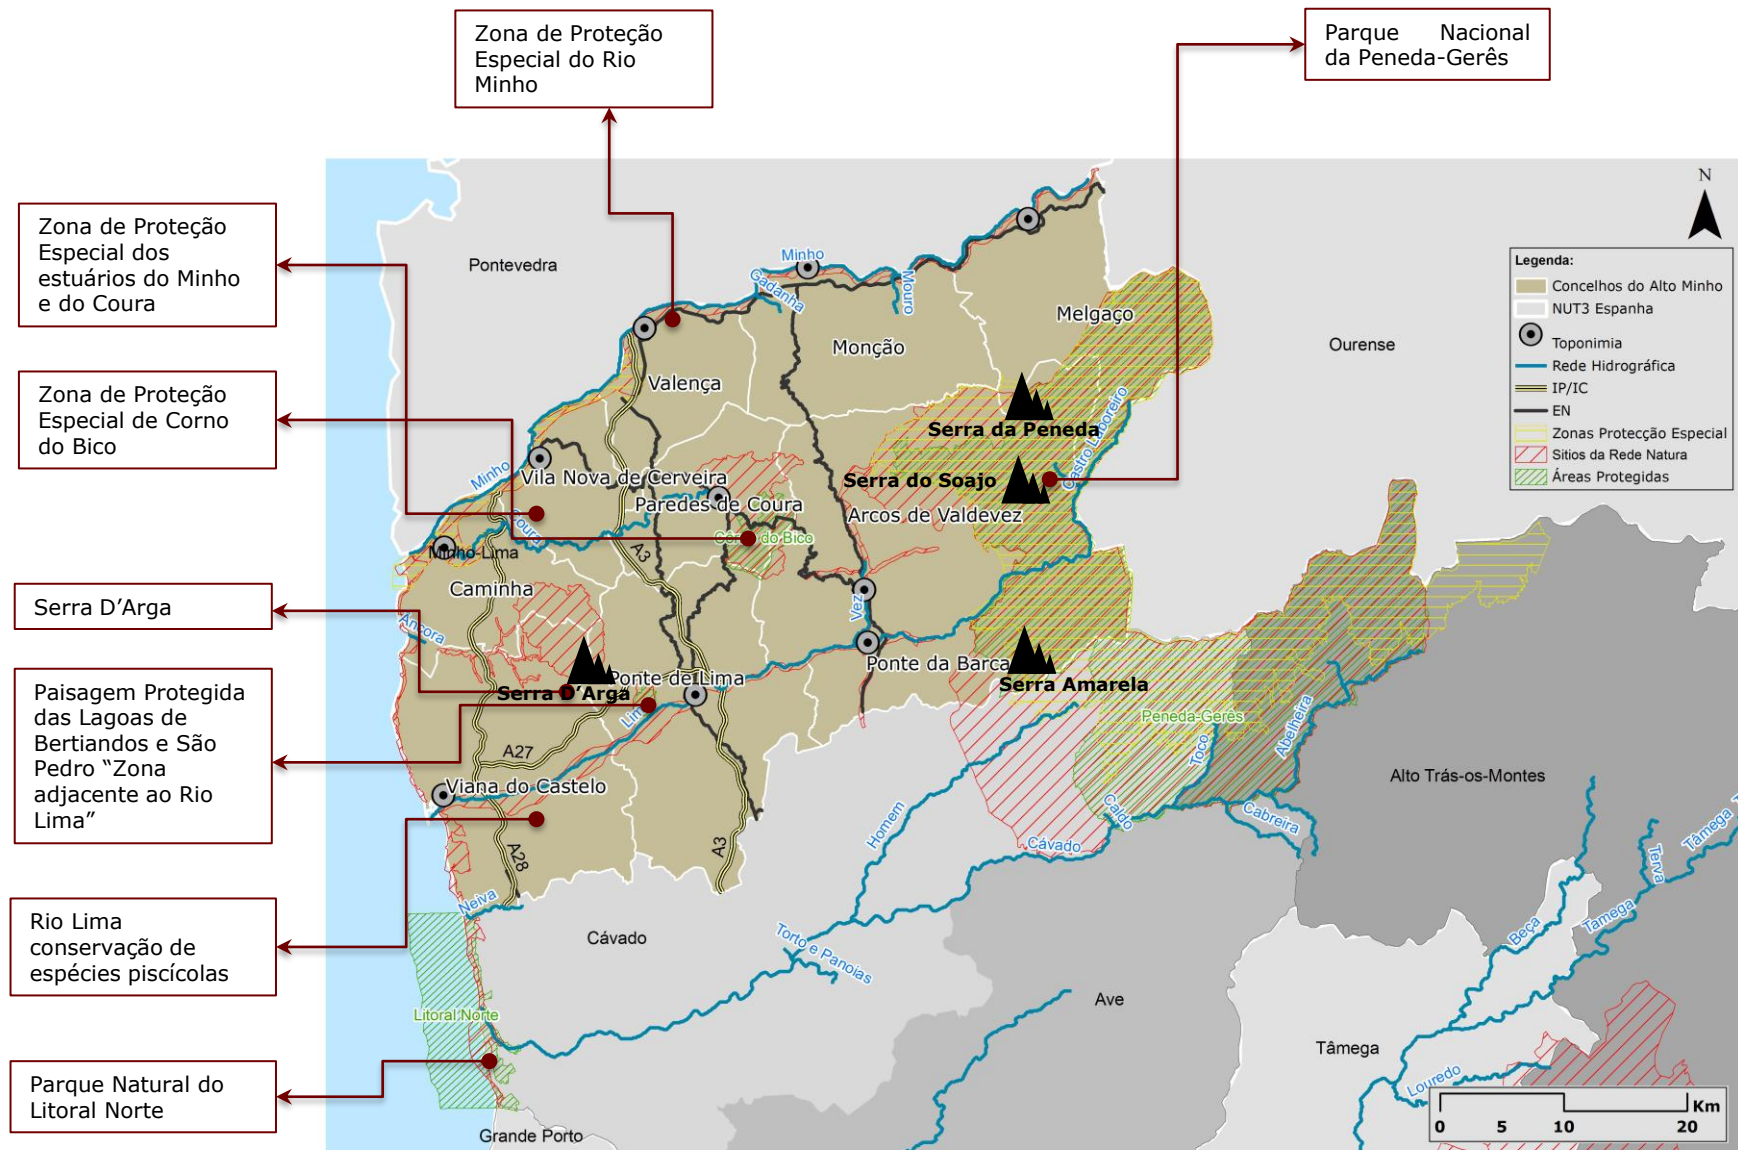 Zona de Proteção
Especial do Rio
Minho
Parque Nacional
da Peneda-Gerês
Zona de Proteção
Especial dos
estuários do Minho
e do Coura
Zona de Proteção
Especial de Corno
do Bico
Serra D’Arga
Paisagem Protegida
das Lagoas de
Bertiandos e São
Pedro “Zona
adjacente ao Rio
Lima”
Rio Lima
conservação de
espécies piscícolas
Parque Natural do
Litoral Norte
N
Legenda:
Concelhos do Alto Minho
NUT3 Espanha
Toponimia
Rede Hidrográfica
IP/IC
EN
Zonas Protecção Especial
Sitios da Rede Natura
Áreas Protegidas
Pontevedra
Minho
Gadanha
Mouro
Melgaço
Monção
Ourense
Valença
Serra da Peneda
Castro Laboreiro
Minho
Vila Nova de Cerveira
Serra do Soajo
Paredes de Coura
Arcos de Valdevez
Coura
A3
do Bico
Minho-Lima
Caminha
Vez
Âncora
Ponte da Barca
Ponte de Lima
Serra D’Arga
Serra Amarela
Peneda-Gerês
Toco
Abelheira
A27
Viana do Castelo
Alto Trás-os-Montes
Homem
Caldo
Cabreira
Cávado
A3
A28
Terva
Tâmega
Neiva
Cávado
Torto e Panoias
Beça
Tamega
Ave
Litoral Norte
Tâmega
Louredo
Grande Porto
Km
0 5 10 20